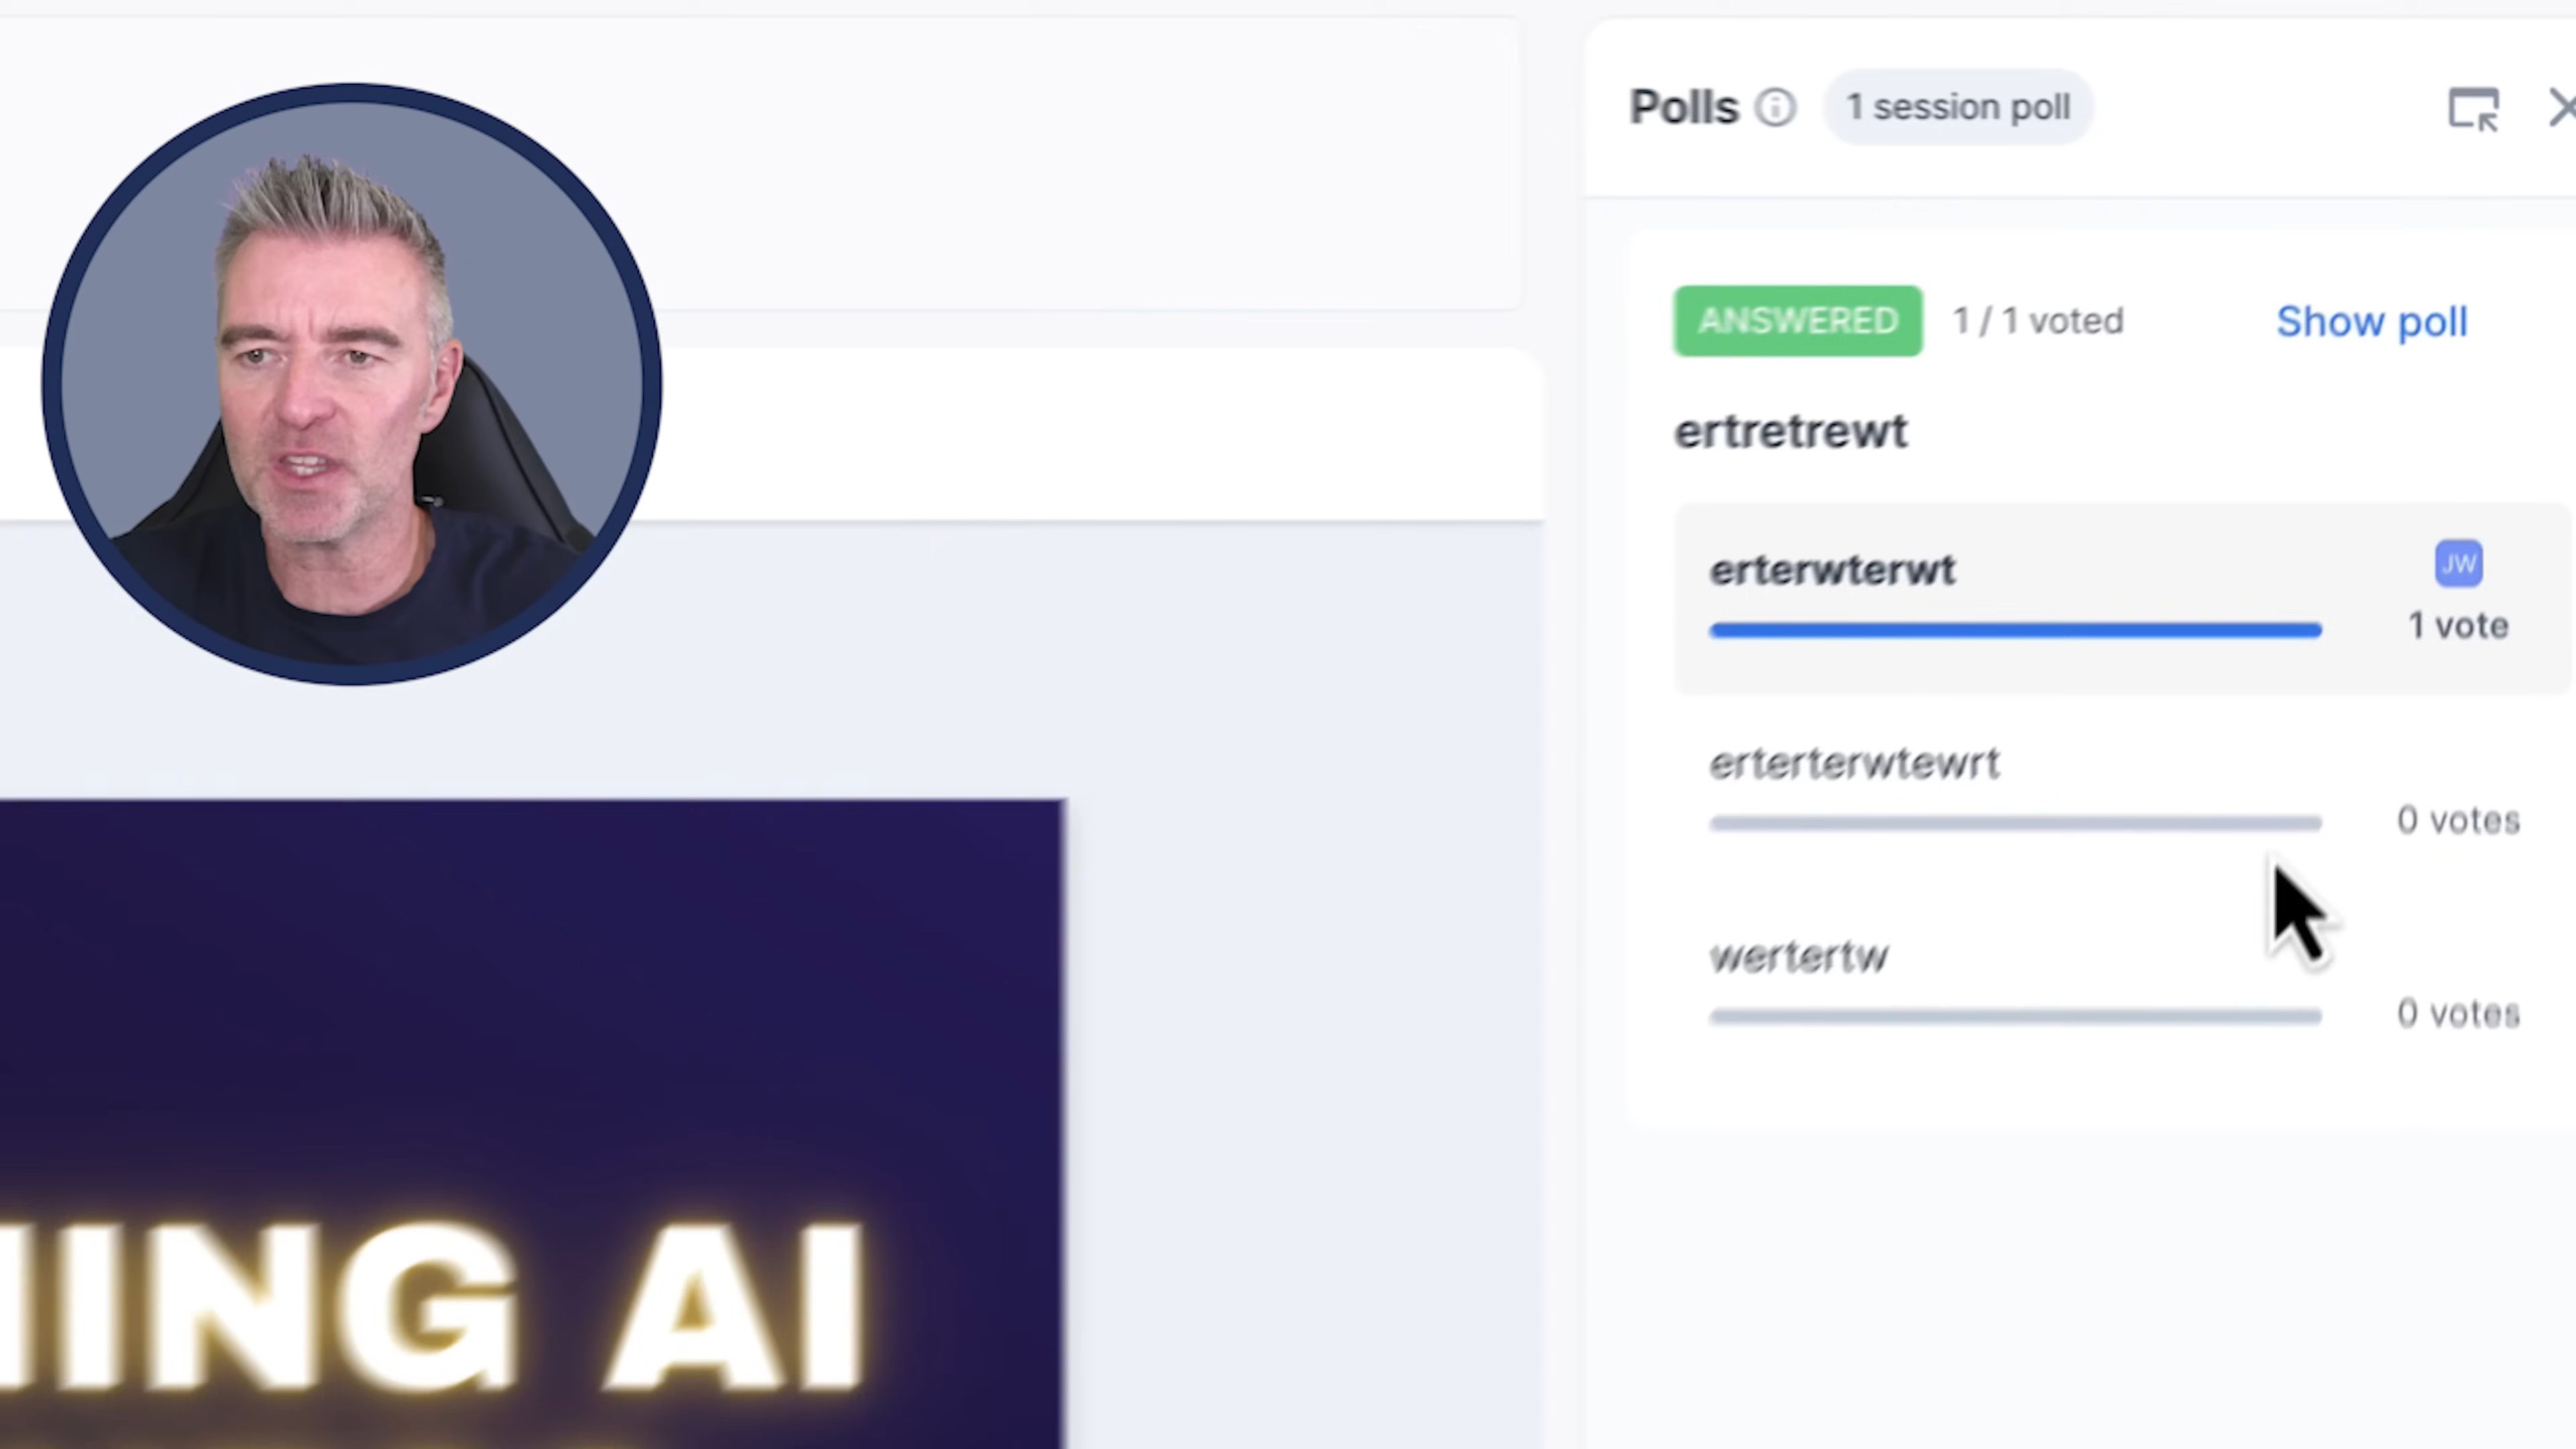 Polls
1 session poll
ANSWERED 1 / 1 voted Show poll
ertretrewt
erterwterwt
JW
1 vote
erterterwtewrt
0 votes
wertertw
0 votes
ING AI